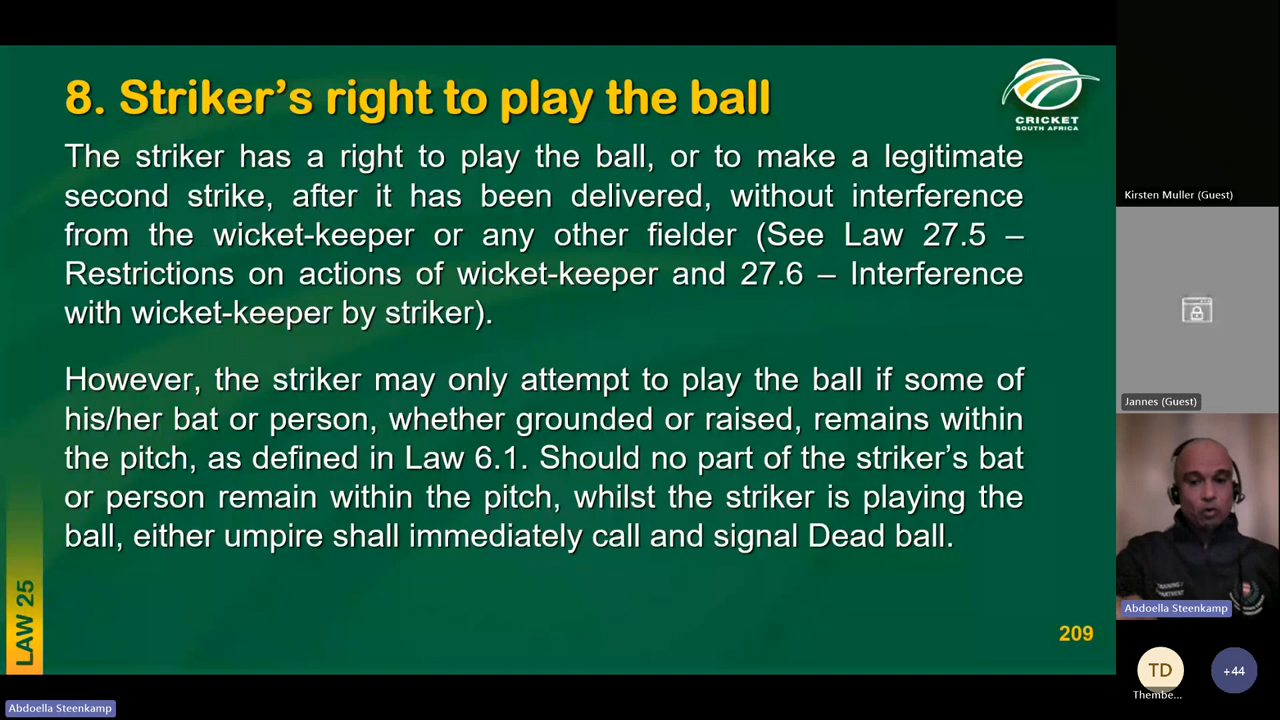 8. Striker’s right to play the ball
CRICKET
SOUTH AFRICA
The striker has a right to play the ball, or to make a legitimate
second strike, after it has been delivered, without interference
from the wicket-keeper or any other fielder (See Law 27.5 –
Restrictions on actions of wicket-keeper and 27.6 – Interference
with wicket-keeper by striker).
However, the striker may only attempt to play the ball if some of
his/her bat or person, whether grounded or raised, remains within
the pitch, as defined in Law 6.1. Should no part of the striker’s bat
or person remain within the pitch, whilst the striker is playing the
ball, either umpire shall immediately call and signal Dead ball.
LAW 25
209
Abdoella Steenkamp
Kirsten Muller (Guest)
Jannes (Guest)
Abdoella Steenkamp
TD
Thembe...
+44